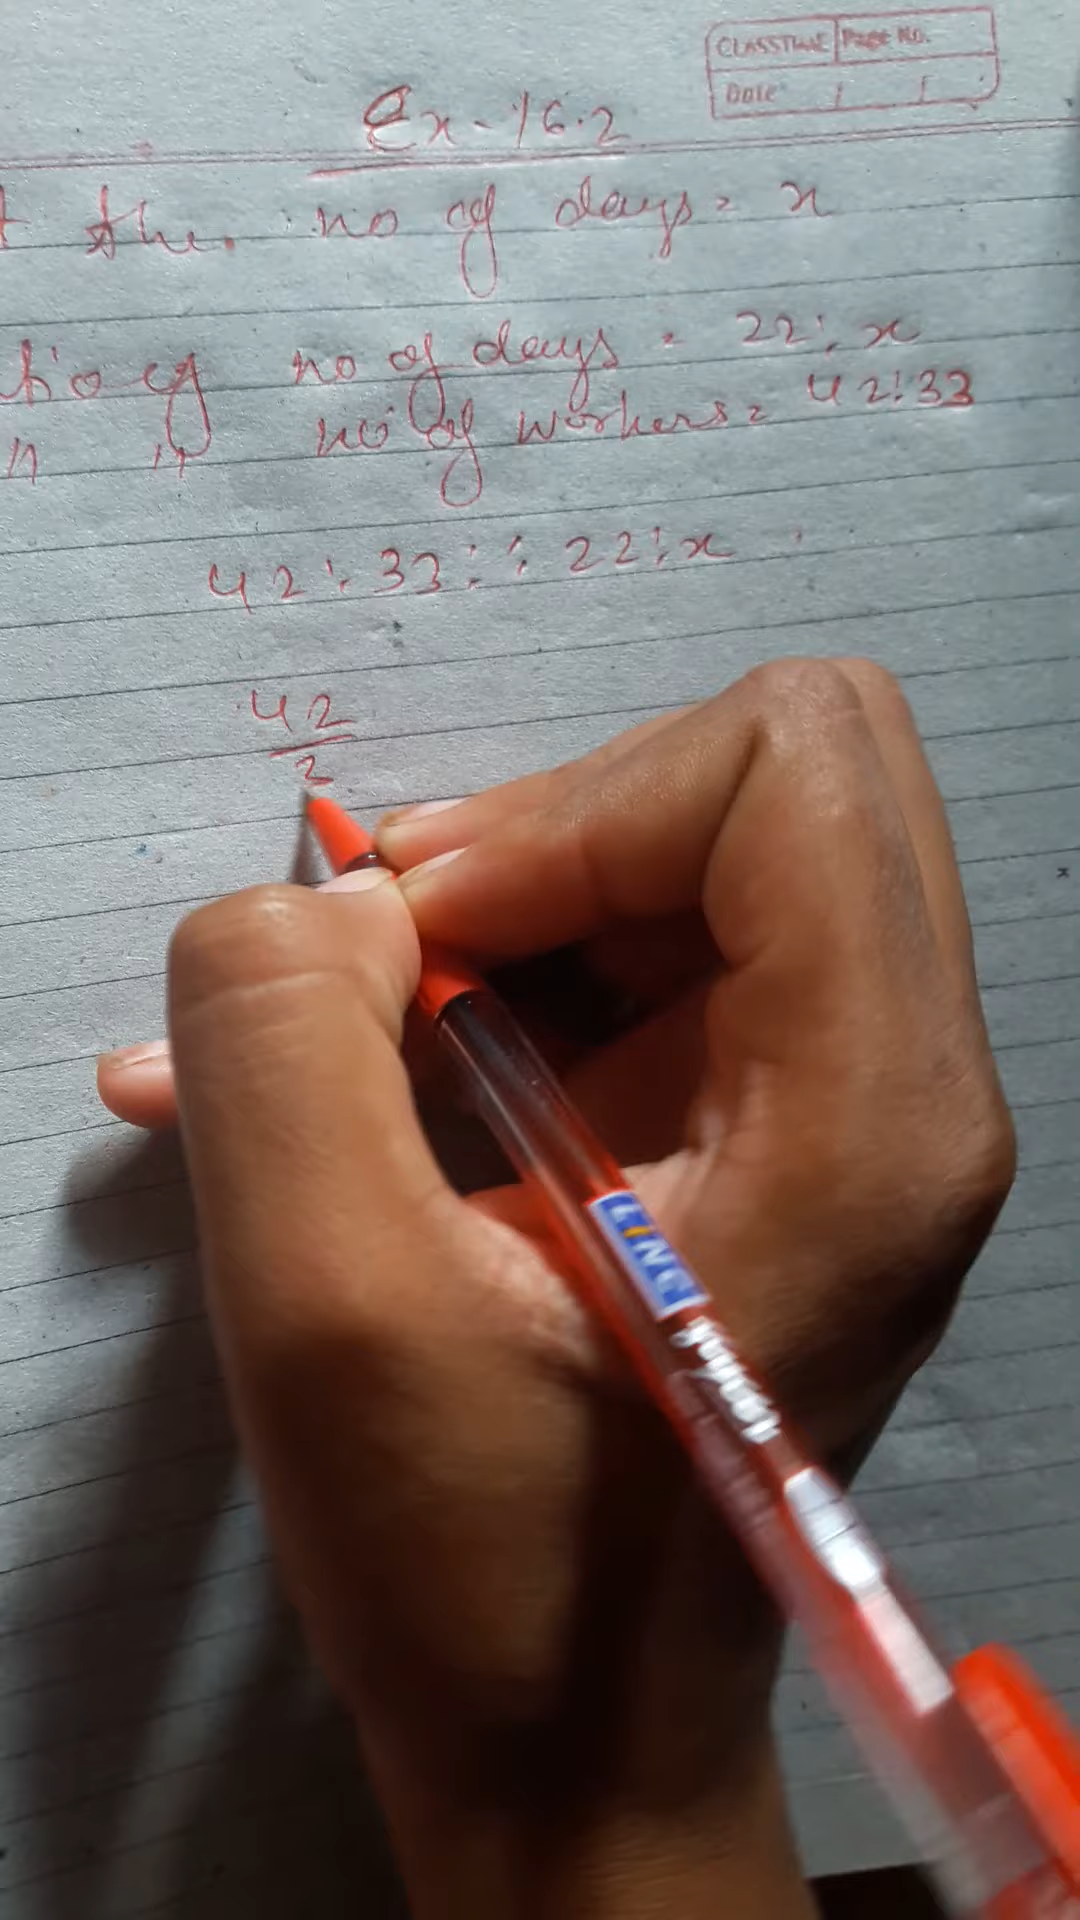 CLASSTIME Page No.
Date / /
Ex-16.2
the no of days = x
no of days = 22:x
" " no of workers = 42:33
42:33::22:x
42
3
LINC